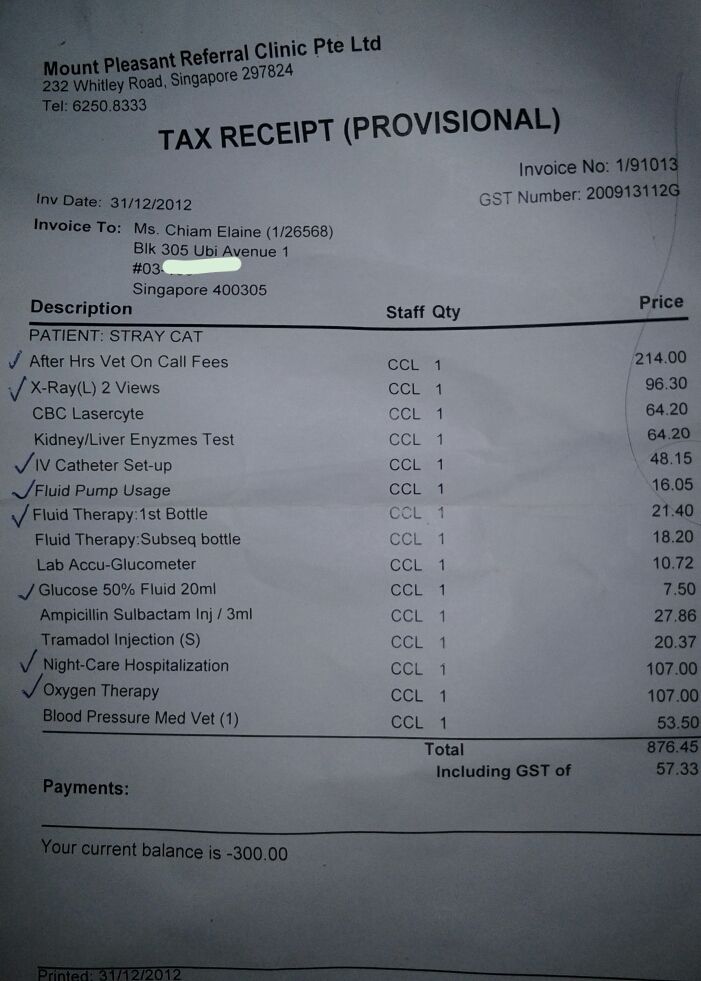 Mount Pleasant Referral Clinic Pte Ltd
232 Whitley Road, Singapore 297824
Tel: 6250.8333
TAX RECEIPT (PROVISIONAL)
Invoice No: 1/91013
Inv Date: 31/12/2012
GST Number: 200913112G
Invoice To: Ms. Chiam Elaine (1/26568)
Blk 305 Ubi Avenue 1
#03-
Singapore 400305
Description Staff Qty Price
PATIENT: STRAY CAT
After Hrs Vet On Call Fees CCL 1 214.00
X-Ray(L) 2 Views CCL 1 96.30
CBC Lasercyte CCL 1 64.20
Kidney/Liver Enyzmes Test CCL 1 64.20
IV Catheter Set-up CCL 1 48.15
Fluid Pump Usage CCL 1 16.05
Fluid Therapy:1st Bottle CCL 1 21.40
Fluid Therapy:Subseq bottle CCL 1 18.20
Lab Accu-Glucometer CCL 1 10.72
Glucose 50% Fluid 20ml CCL 1 7.50
Ampicillin Sulbactam Inj / 3ml CCL 1 27.86
Tramadol Injection (S) CCL 1 20.37
Night-Care Hospitalization CCL 1 107.00
Oxygen Therapy CCL 1 107.00
Blood Pressure Med Vet (1) CCL 1 53.50
Total 876.45
Including GST of 57.33
Payments:
Your current balance is -300.00
Printed: 31/12/2012